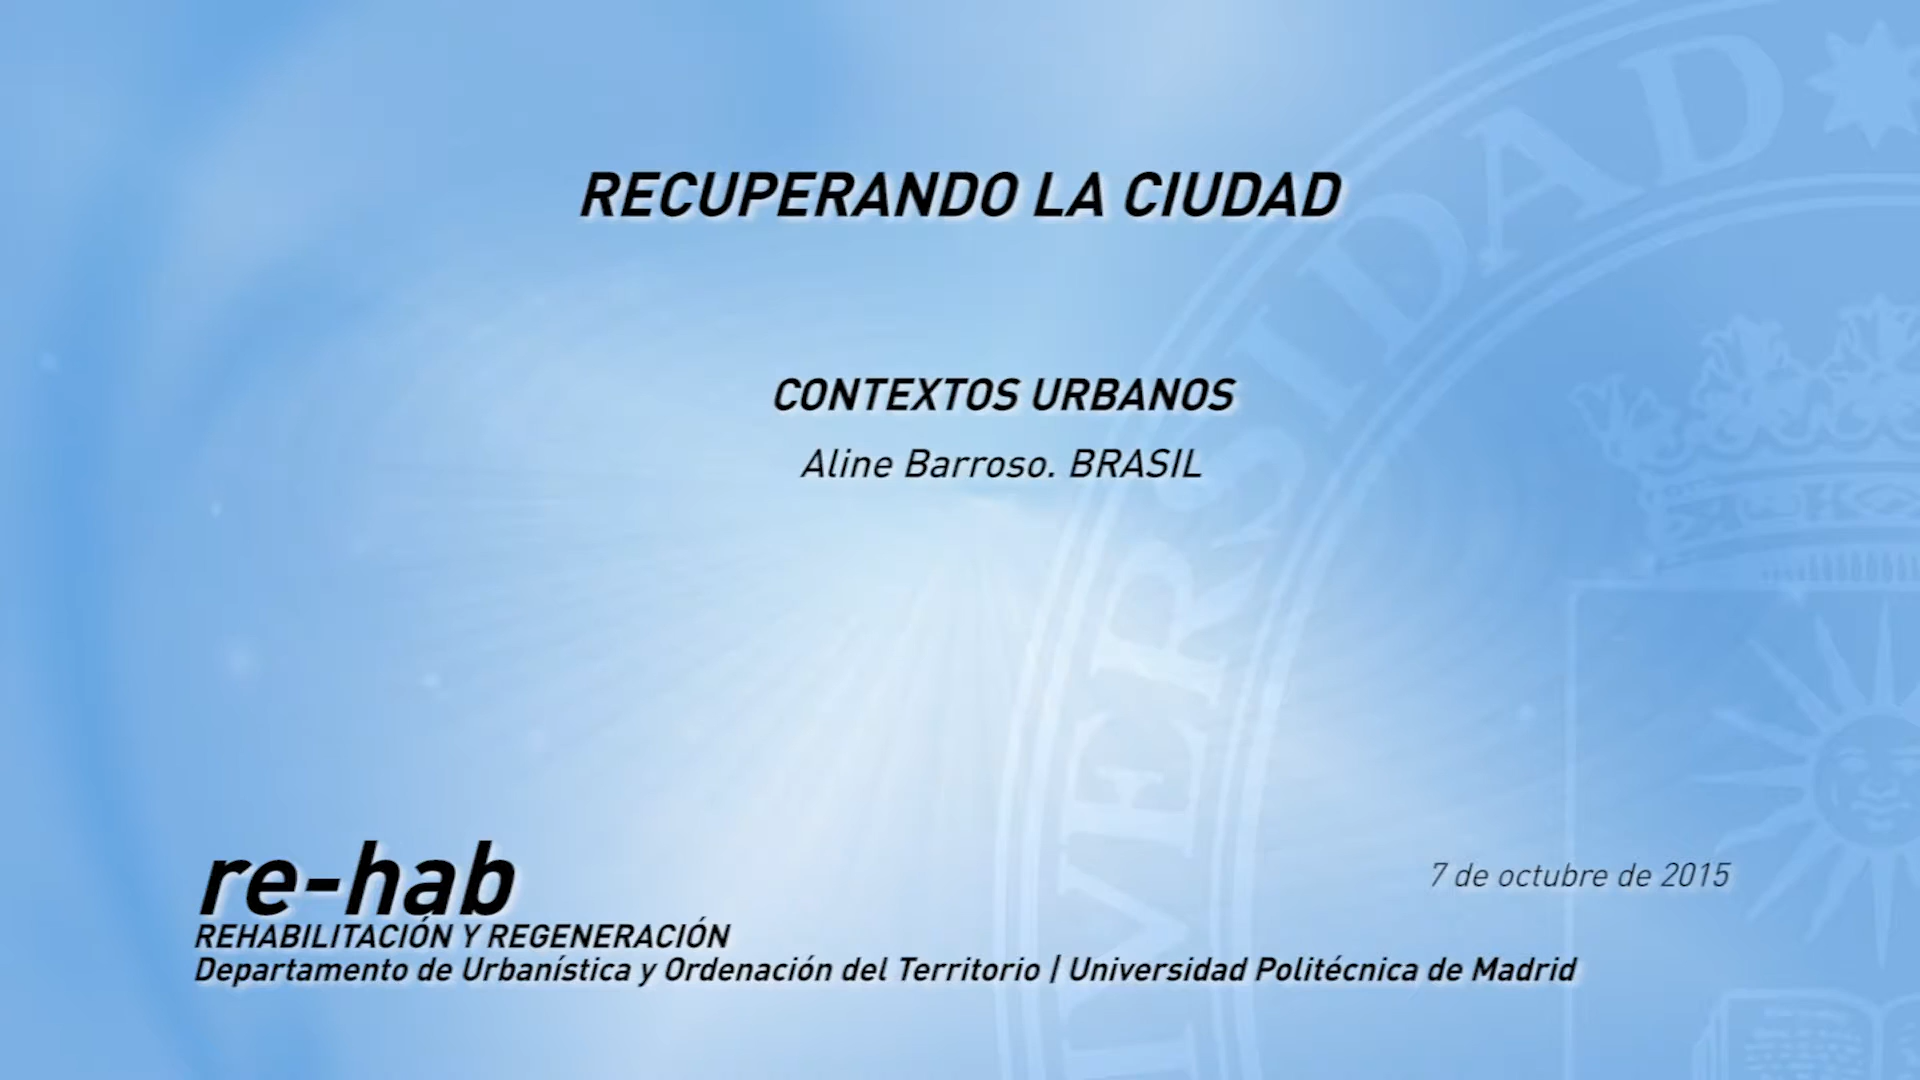 RECUPERANDO LA CIUDAD
CONTEXTOS URBANOS
Aline Barroso. BRASIL
re-hab
7 de octubre de 2015
REHABILITACIÓN Y REGENERACIÓN
Departamento de Urbanística y Ordenación del Territorio | Universidad Politécnica de Madrid